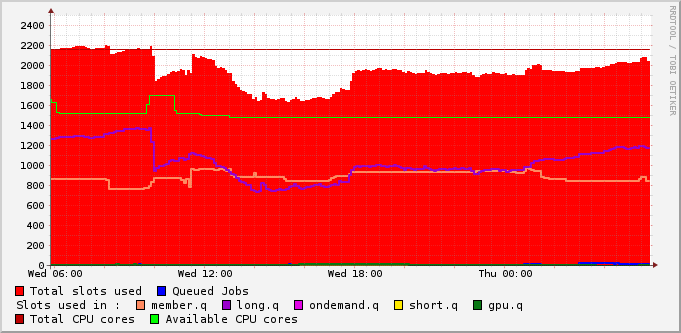 2400
2200
2000
1800
1600
1400
1200
1000
800
600
400
200
0
Wed 06:00 Wed 12:00 Wed 18:00 Thu 00:00
Total slots used Queued Jobs
Slots used in : member.q long.q ondemand.q short.q gpu.q
Total CPU cores Available CPU cores
RRDTOOL / TOBI OETIKER